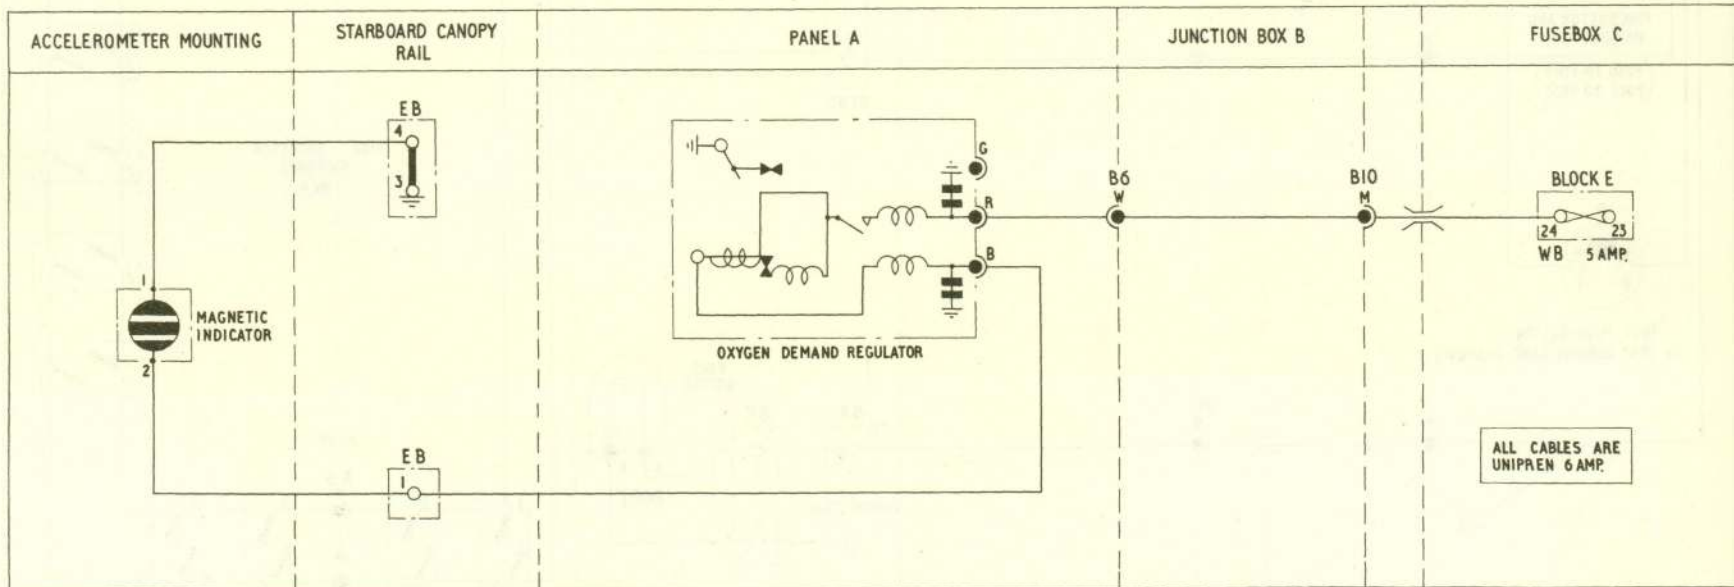 ACCELEROMETER MOUNTING
STARBOARD CANOPY
RAIL
PANEL A
JUNCTION BOX B
FUSEBOX C
EB
4
3
G
R
B
B6
W
B10
M
BLOCK E
24 23
WB 5 AMP.
1
MAGNETIC
INDICATOR
2
OXYGEN DEMAND REGULATOR
EB
1
ALL CABLES ARE
UNIPREN 6 AMP.